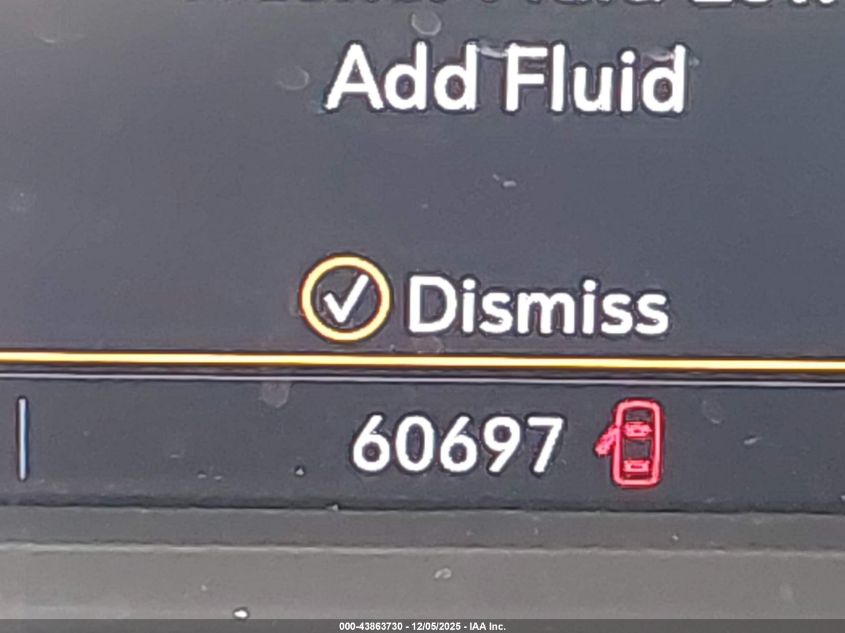 Add Fluid
Dismiss
60697
000-43863730 - 12/05/2025 - IAA Inc.